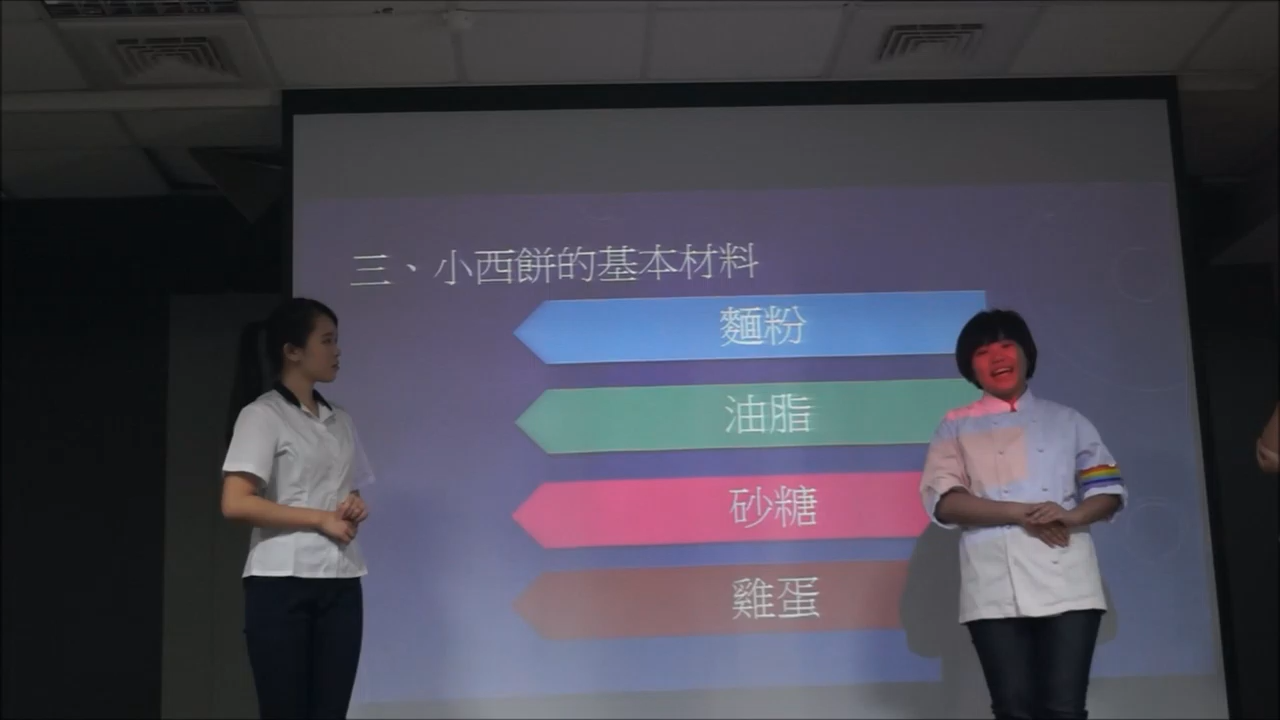 三、小西餅的基本材料
麵粉
油脂
砂糖
雞蛋